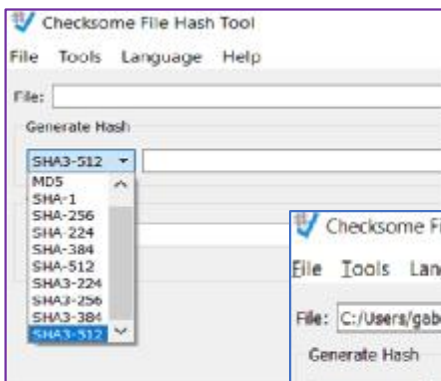 Checksome File Hash Tool
File Tools Language Help
File:
Generate Hash
SHA3-512
MD5
SHA-1
SHA-256
SHA-224
SHA-384
SHA-512
SHA3-224
SHA3-256
SHA3-384
SHA3-512
Checksome Fi
File Tools Lan
File: C:/Users/gab
Generate Hash